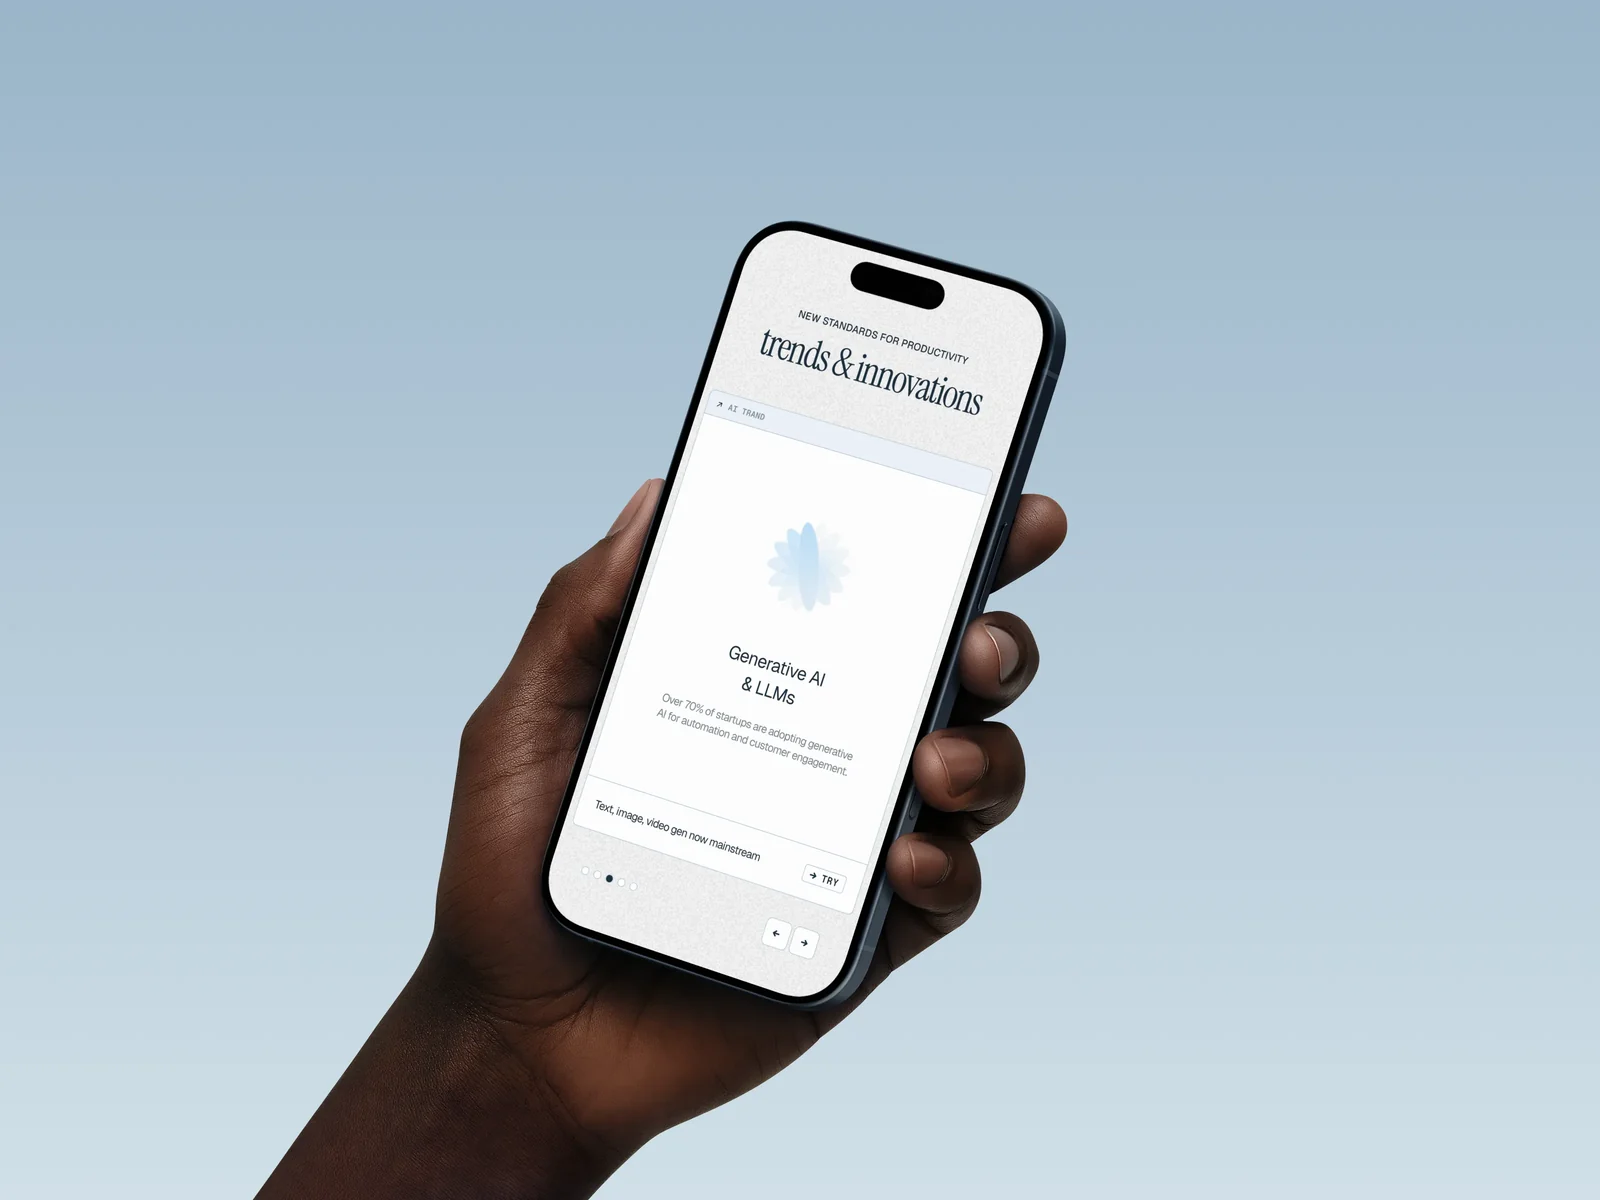 NEW STANDARDS FOR PRODUCTIVITY
trends & innovations
AI TRAND
Generative AI
& LLMs
Over 70% of startups are adopting generative
AI for automation and customer engagement.
Text, image, video gen now mainstream
→ TRY